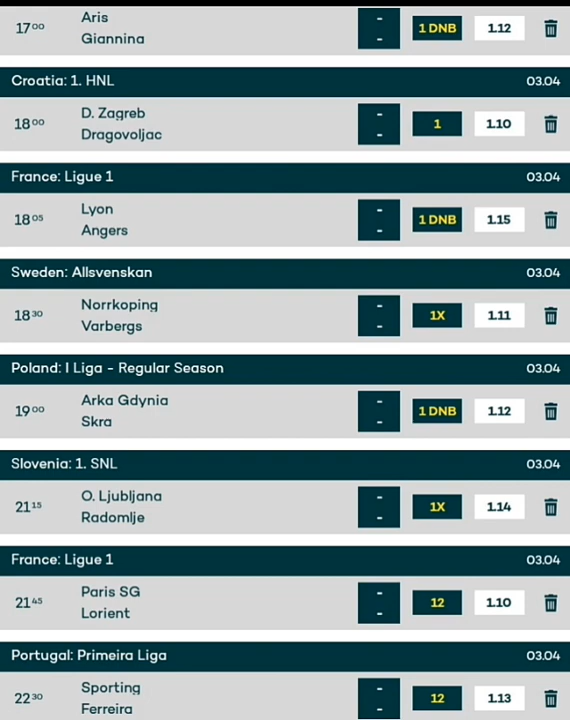 17⁰⁰ Aris 1 DNB 1.12
Giannina
Croatia: 1. HNL 03.04
18⁰⁰ D. Zagreb 1 1.10
Dragovoljac
France: Ligue 1 03.04
18⁰⁵ Lyon 1 DNB 1.15
Angers
Sweden: Allsvenskan 03.04
18³⁰ Norrkoping 1X 1.11
Varbergs
Poland: I Liga - Regular Season 03.04
19⁰⁰ Arka Gdynia 1 DNB 1.12
Skra
Slovenia: 1. SNL 03.04
21¹⁵ O. Ljubljana 1X 1.14
Radomlje
France: Ligue 1 03.04
21⁴⁵ Paris SG 12 1.10
Lorient
Portugal: Primeira Liga 03.04
22³⁰ Sporting 12 1.13
Ferreira